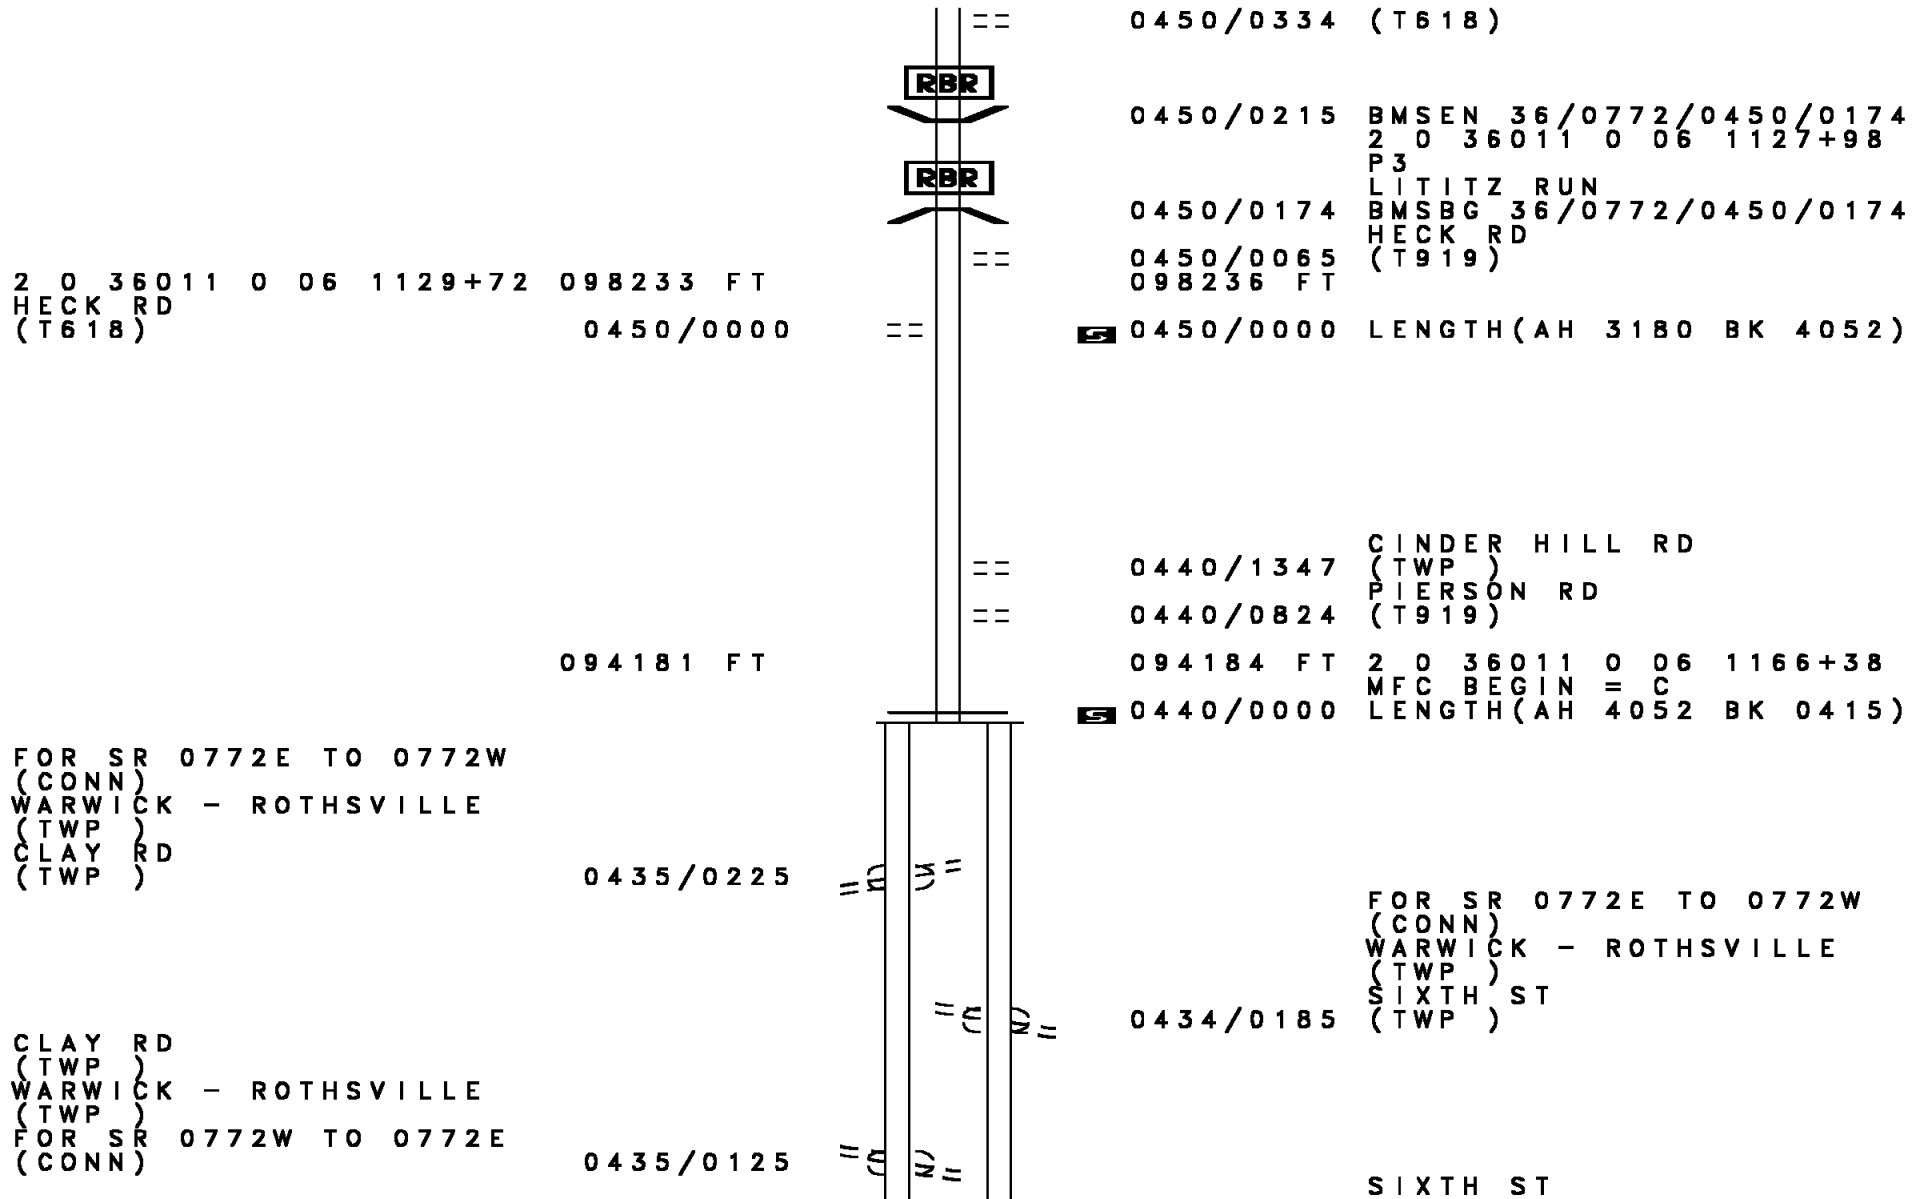 0450/0334 (T618)
RBR
0450/0215 BMSEN 36/0772/0450/0174
2 0 36011 0 06 1127+98
P3
RBR
LITITZ RUN
0450/0174 BMSBG 36/0772/0450/0174
HECK RD
0450/0065 (T919)
2 0 36011 0 06 1129+72 098233 FT 098236 FT
HECK RD
(T618) 0450/0000 S 0450/0000 LENGTH(AH 3180 BK 4052)
CINDER HILL RD
0440/1347 (TWP )
PIERSON RD
0440/0824 (T919)
094181 FT 094184 FT 2 0 36011 0 06 1166+38
MFC BEGIN = C
S 0440/0000 LENGTH(AH 4052 BK 0415)
FOR SR 0772E TO 0772W
(CONN)
WARWICK - ROTHSVILLE
(TWP )
CLAY RD
(TWP ) 0435/0225
FOR SR 0772E TO 0772W
(CONN)
WARWICK - ROTHSVILLE
(TWP )
SIXTH ST
0434/0185 (TWP )
CLAY RD
(TWP )
WARWICK - ROTHSVILLE
(TWP )
FOR SR 0772W TO 0772E
(CONN) 0435/0125
SIXTH ST